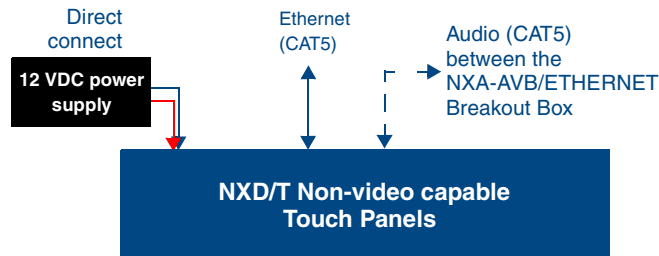 Direct
connect
12 VDC power
supply
Ethernet
(CAT5)
Audio (CAT5)
between the
NXA-AVB/ETHERNET
Breakout Box
NXD/T Non-video capable
Touch Panels